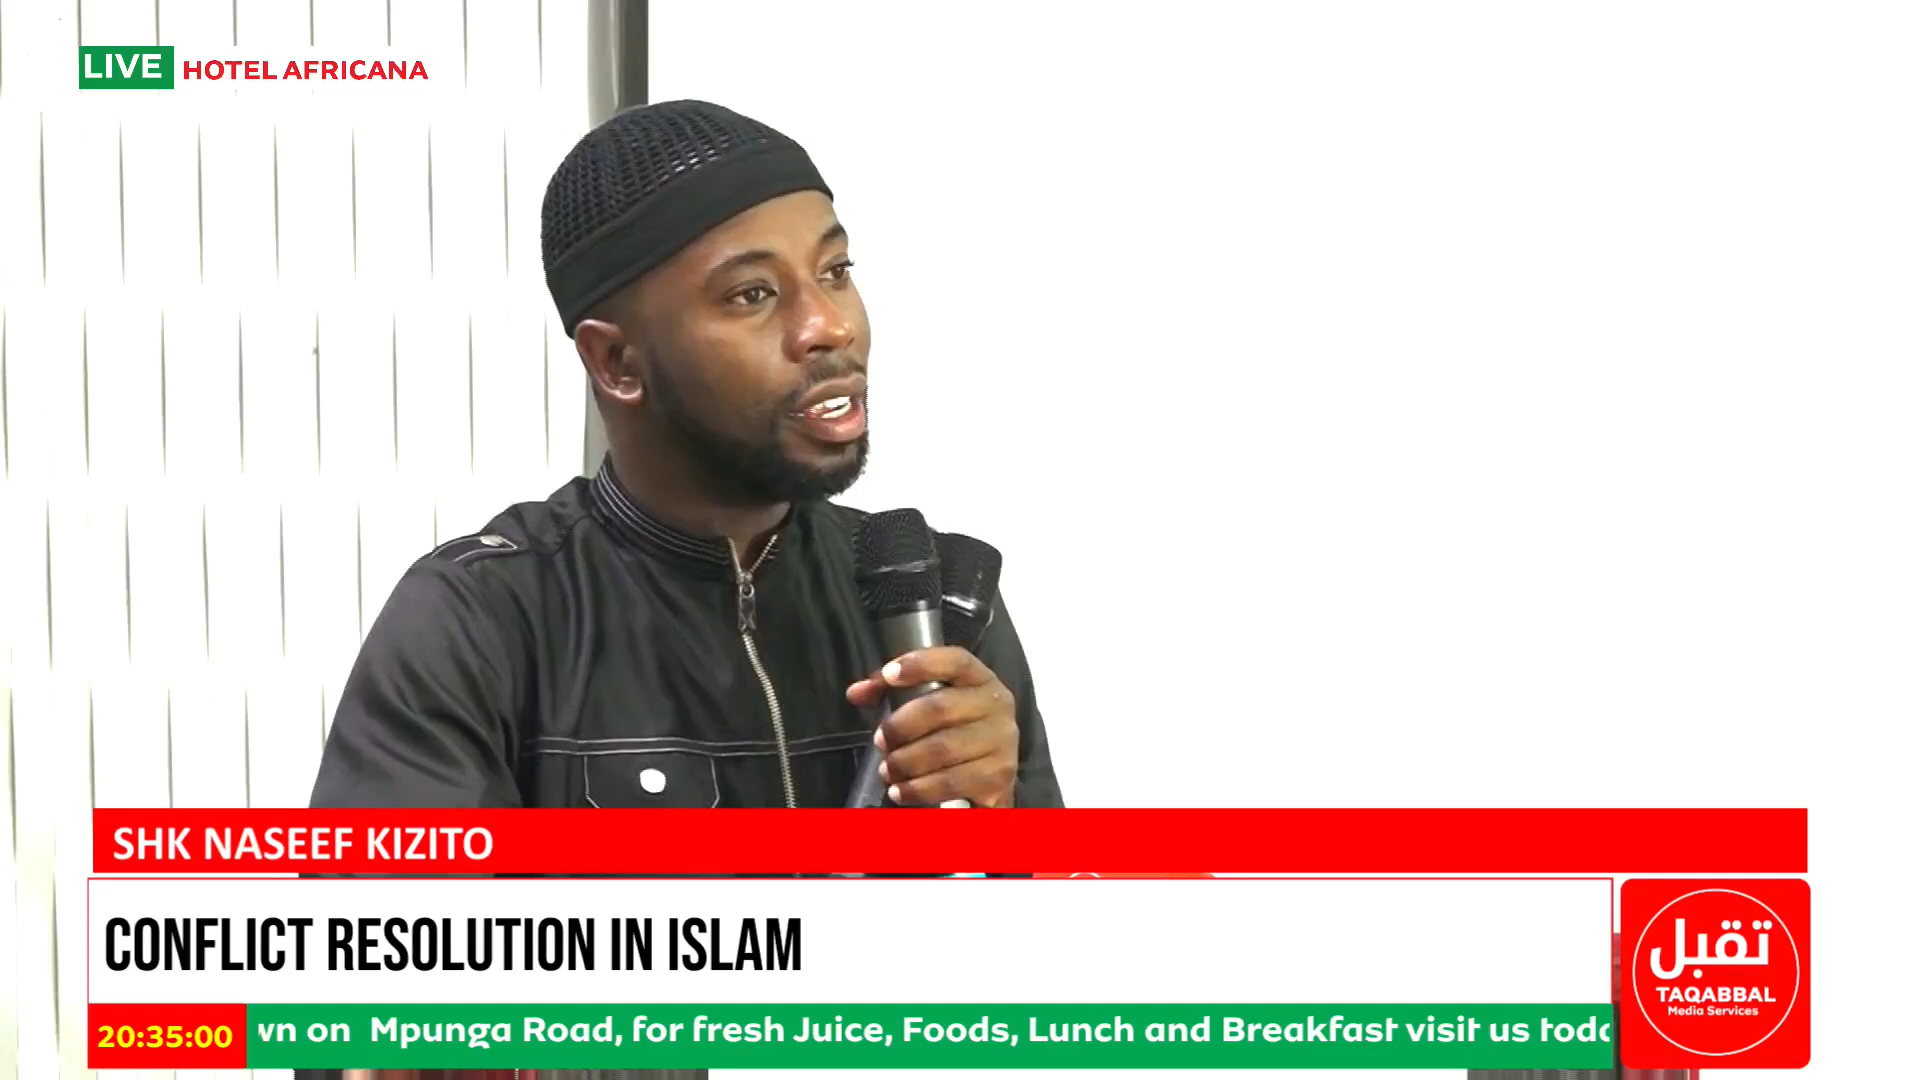 LIVE HOTEL AFRICANA
SHK NASEEF KIZITO
CONFLICT RESOLUTION IN ISLAM
تقبل
TAQABBAL
Media Services
20:35:00 on Mpunga Road, for fresh Juice, Foods, Lunch and Breakfast visit us